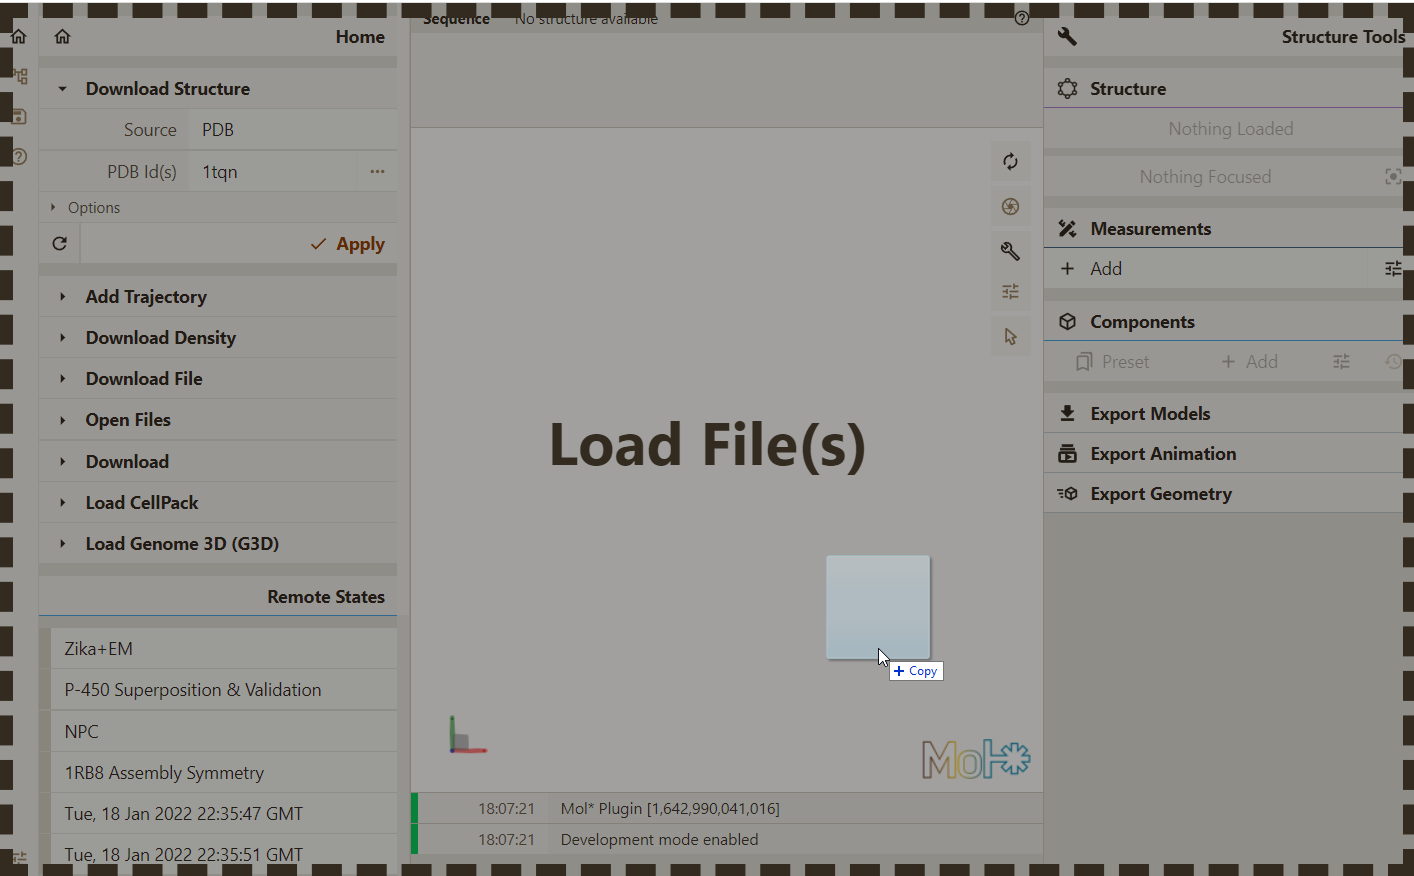 Sequence No structure available
Home
Download Structure
Source PDB
PDB Id(s) 1tqn
Options
Apply
Add Trajectory
Download Density
Download File
Open Files
Download
Load CellPack
Load Genome 3D (G3D)
Remote States
Zika+EM
P-450 Superposition & Validation
NPC
1RB8 Assembly Symmetry
Tue, 18 Jan 2022 22:35:47 GMT
Tue, 18 Jan 2022 22:35:51 GMT
Load File(s)
+ Copy
Mol*
18:07:21 Mol* Plugin [1,642,990,041,016]
18:07:21 Development mode enabled
Structure Tools
Structure
Nothing Loaded
Nothing Focused
Measurements
+ Add
Components
Preset + Add
Export Models
Export Animation
Export Geometry